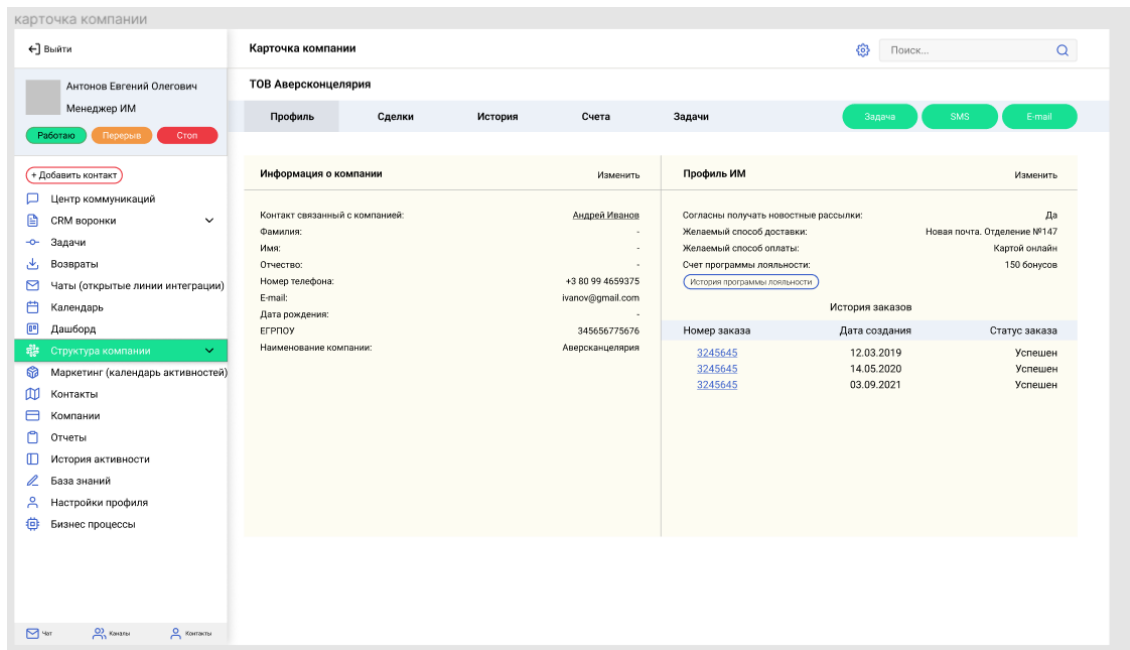 карточка компании
Выйти
Карточка компании
Поиск...
Антонов Евгений Олегович
Менеджер ИМ
Работаю Перерыв Стоп
ТОВ Аверсконцелярия
Профиль Сделки История Счета Задачи Задача SMS E-mail
+ Добавить контакт
Центр коммуникаций
CRM воронки
Задачи
Возвраты
Чаты (открытые линии интеграции)
Календарь
Дашборд
Структура компании
Маркетинг (календарь активностей)
Контакты
Компании
Отчеты
История активности
База знаний
Настройки профиля
Бизнес процессы
Чат Каналы Контакты
Информация о компании Изменить
Контакт связанный с компанией: Андрей Иванов
Фамилия: -
Имя: -
Отчество: -
Номер телефона: +3 80 99 4659375
E-mail: ivanov@gmail.com
Дата рождения: -
ЕГРПОУ 345656775676
Наименование компании: Аверсканцелярия
Профиль ИМ Изменить
Согласны получать новостные рассылки: Да
Желаемый способ доставки: Новая почта. Отделение №147
Желаемый способ оплаты: Картой онлайн
Счет программы лояльности: 150 бонусов
История программы лояльности
История заказов
Номер заказа Дата создания Статус заказа
3245645 12.03.2019 Успешен
3245645 14.05.2020 Успешен
3245645 03.09.2021 Успешен